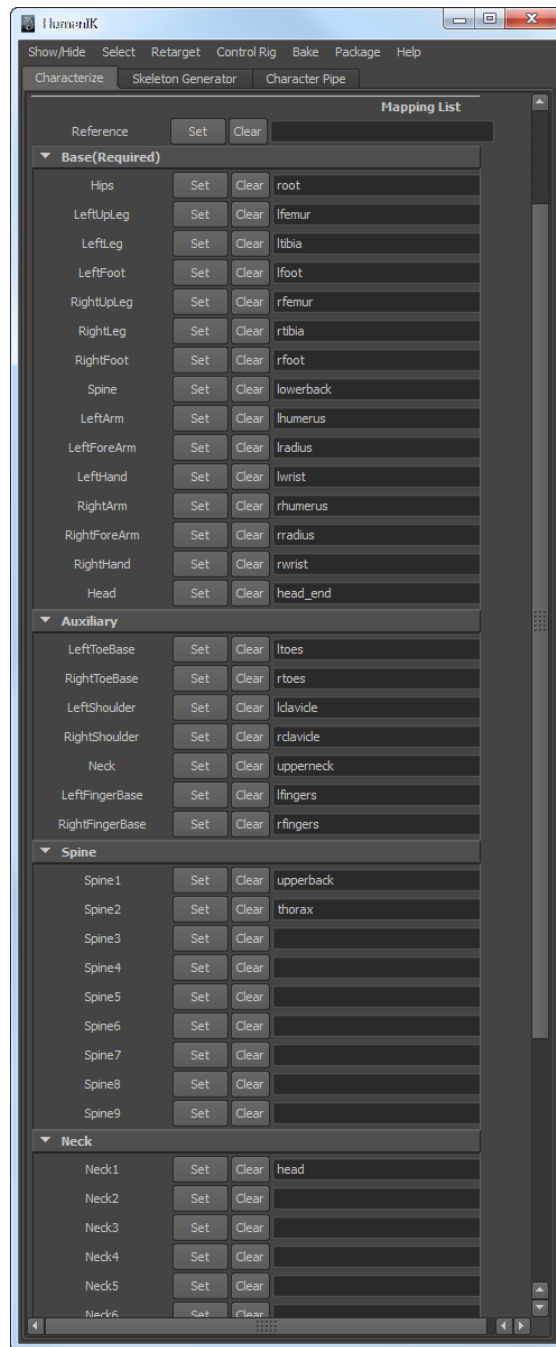 HumanIK
Show/Hide Select Retarget Control Rig Bake Package Help
Characterize Skeleton Generator Character Pipe
Mapping List
Reference Set Clear
Base(Required)
Hips Set Clear root
LeftUpLeg Set Clear lfemur
LeftLeg Set Clear ltibia
LeftFoot Set Clear lfoot
RightUpLeg Set Clear rfemur
RightLeg Set Clear rtibia
RightFoot Set Clear rfoot
Spine Set Clear lowerback
LeftArm Set Clear lhumerus
LeftForeArm Set Clear lradius
LeftHand Set Clear lwrist
RightArm Set Clear rhumerus
RightForeArm Set Clear rradius
RightHand Set Clear rwrist
Head Set Clear head_end
Auxiliary
LeftToeBase Set Clear ltoes
RightToeBase Set Clear rtoes
LeftShoulder Set Clear lclavicle
RightShoulder Set Clear rclavicle
Neck Set Clear upperneck
LeftFingerBase Set Clear lfingers
RightFingerBase Set Clear rfingers
Spine
Spine1 Set Clear upperback
Spine2 Set Clear thorax
Spine3 Set Clear
Spine4 Set Clear
Spine5 Set Clear
Spine6 Set Clear
Spine7 Set Clear
Spine8 Set Clear
Spine9 Set Clear
Neck
Neck1 Set Clear head
Neck2 Set Clear
Neck3 Set Clear
Neck4 Set Clear
Neck5 Set Clear
Neck6 Set Clear